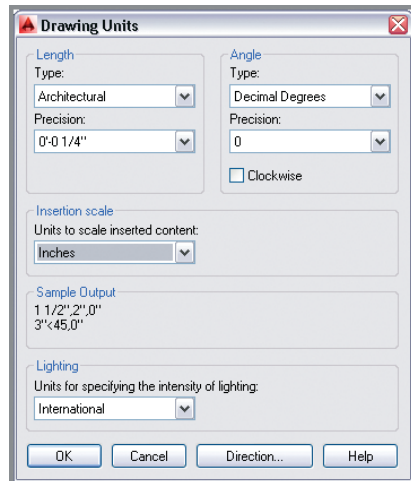 Drawing Units
Length
Type:
Architectural
Precision:
0'-0 1/4"
Angle
Type:
Decimal Degrees
Precision:
0
Clockwise
Insertion scale
Units to scale inserted content:
Inches
Sample Output
1 1/2",2",0"
3"<45,0"
Lighting
Units for specifying the intensity of lighting:
International
OK Cancel Direction... Help